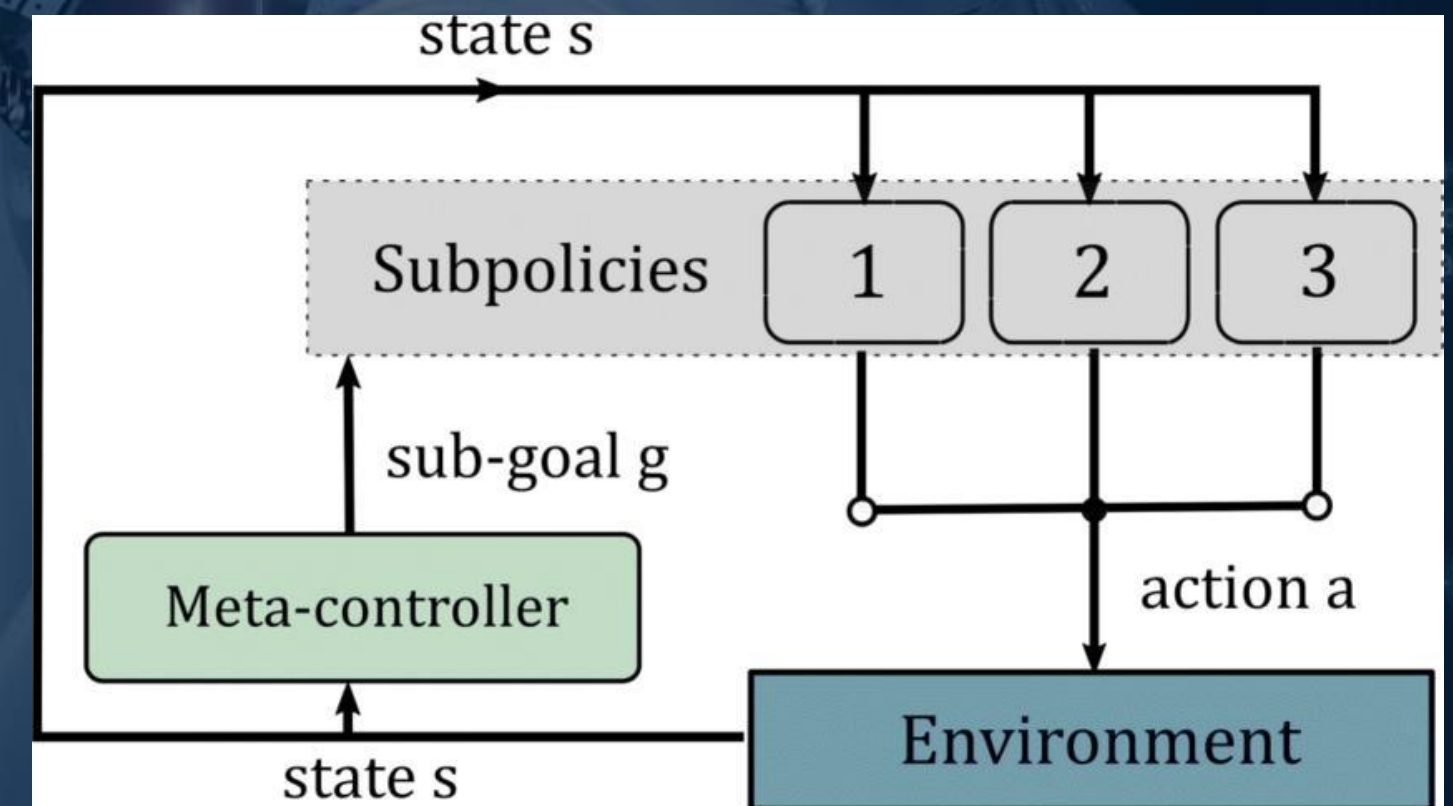 state s
Subpolicies
1
2
3
sub-goal g
Meta-controller
action a
Environment
state s